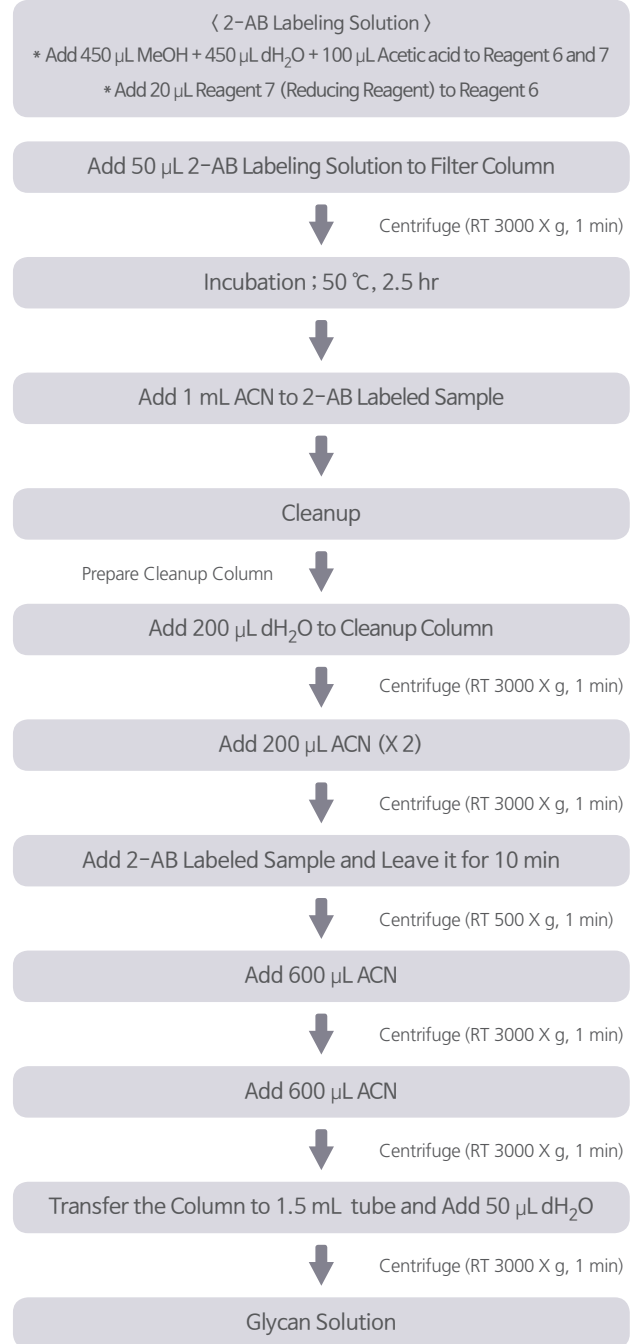 〈 2-AB Labeling Solution 〉
* Add 450 μL MeOH + 450 μL dH₂O + 100 μL Acetic acid to Reagent 6 and 7
* Add 20 μL Reagent 7 (Reducing Reagent) to Reagent 6
Add 50 μL 2-AB Labeling Solution to Filter Column
Centrifuge (RT 3000 X g, 1 min)
Incubation ; 50 ℃, 2.5 hr
Add 1 mL ACN to 2-AB Labeled Sample
Cleanup
Prepare Cleanup Column
Add 200 μL dH₂O to Cleanup Column
Centrifuge (RT 3000 X g, 1 min)
Add 200 μL ACN (X 2)
Centrifuge (RT 3000 X g, 1 min)
Add 2-AB Labeled Sample and Leave it for 10 min
Centrifuge (RT 500 X g, 1 min)
Add 600 μL ACN
Centrifuge (RT 3000 X g, 1 min)
Add 600 μL ACN
Centrifuge (RT 3000 X g, 1 min)
Transfer the Column to 1.5 mL tube and Add 50 μL dH₂O
Centrifuge (RT 3000 X g, 1 min)
Glycan Solution